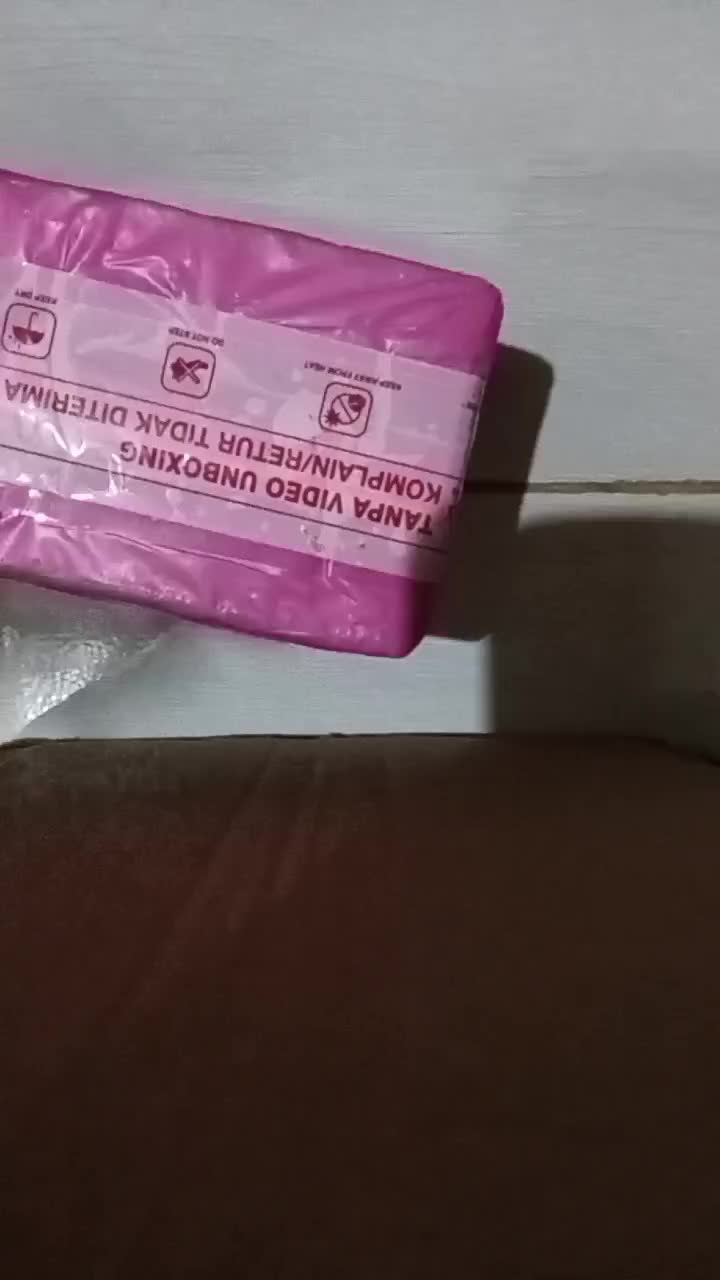 TANPA VIDEO UNBOXING
KOMPLAIN/RETUR TIDAK DITERIMA
KEEP AWAY FROM HEAT
DO NOT STEP
KEEP DRY